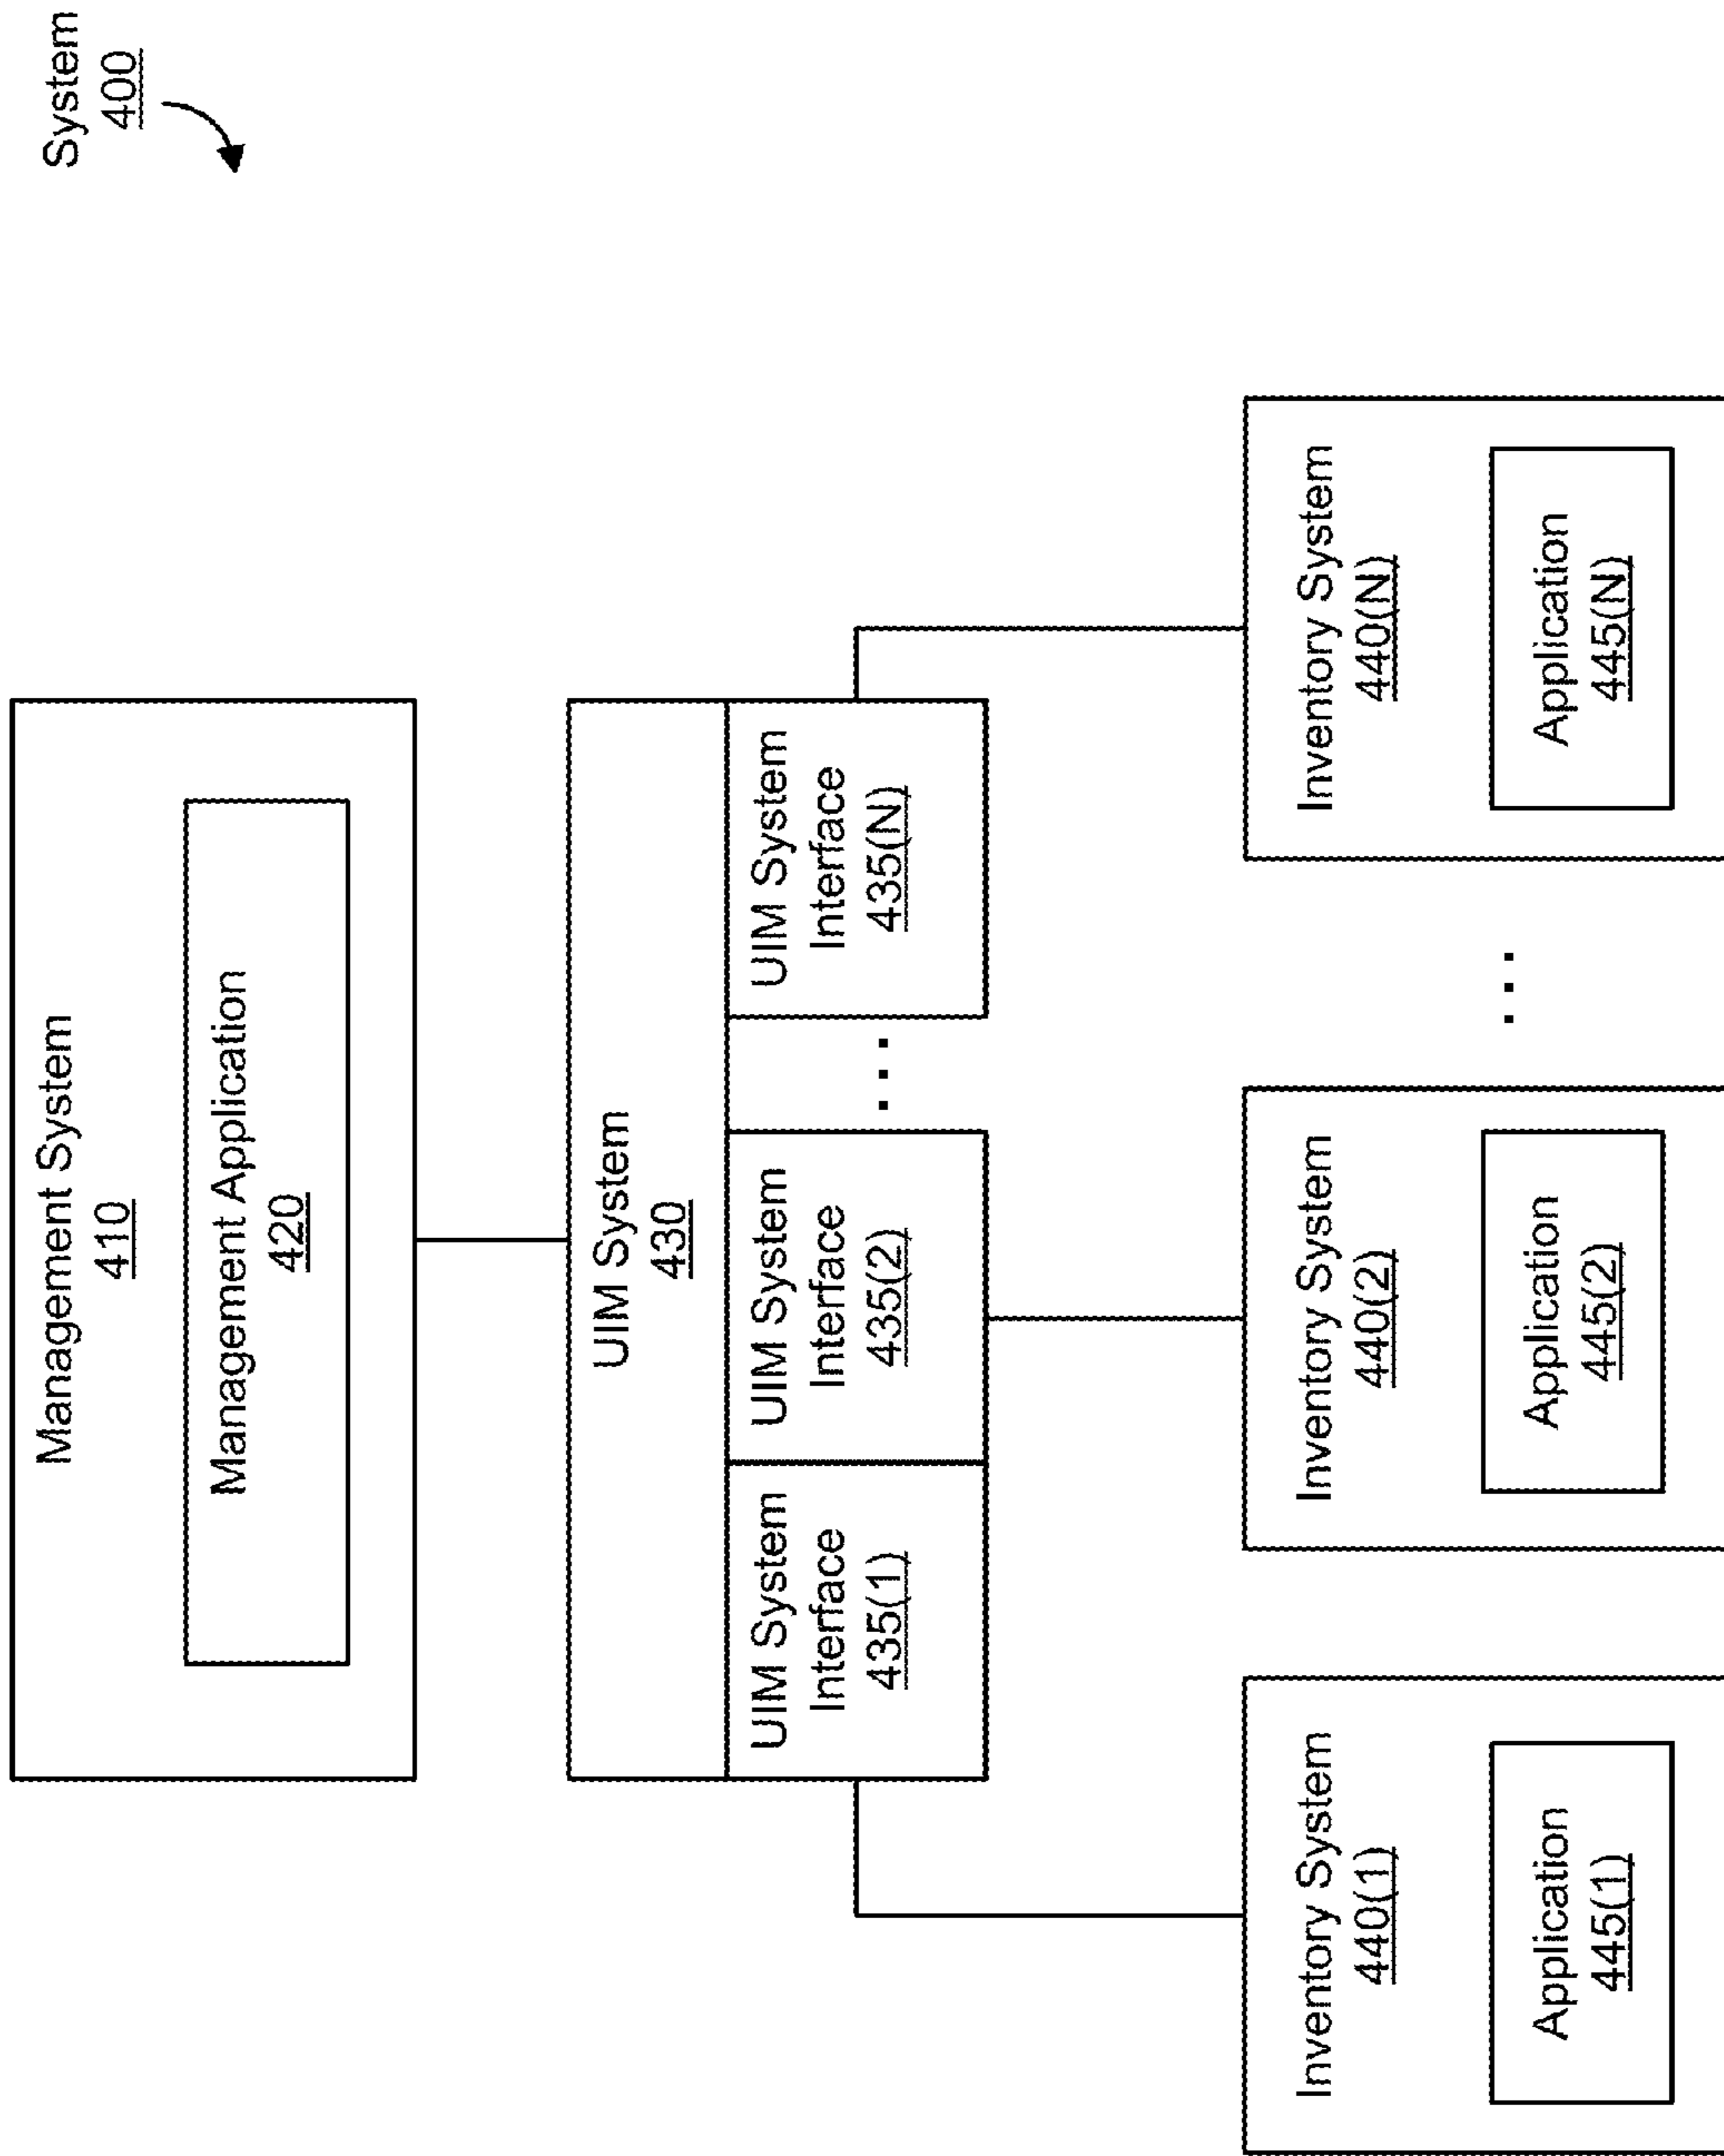 System
400
Management System
410
Management Application
420
UIM System
430
UIM System
Interface
435(1)
UIM System
Interface
435(2)
...
UIM System
Interface
435(N)
Inventory System
440(1)
Application
445(1)
Inventory System
440(2)
Application
445(2)
...
Inventory System
440(N)
Application
445(N)